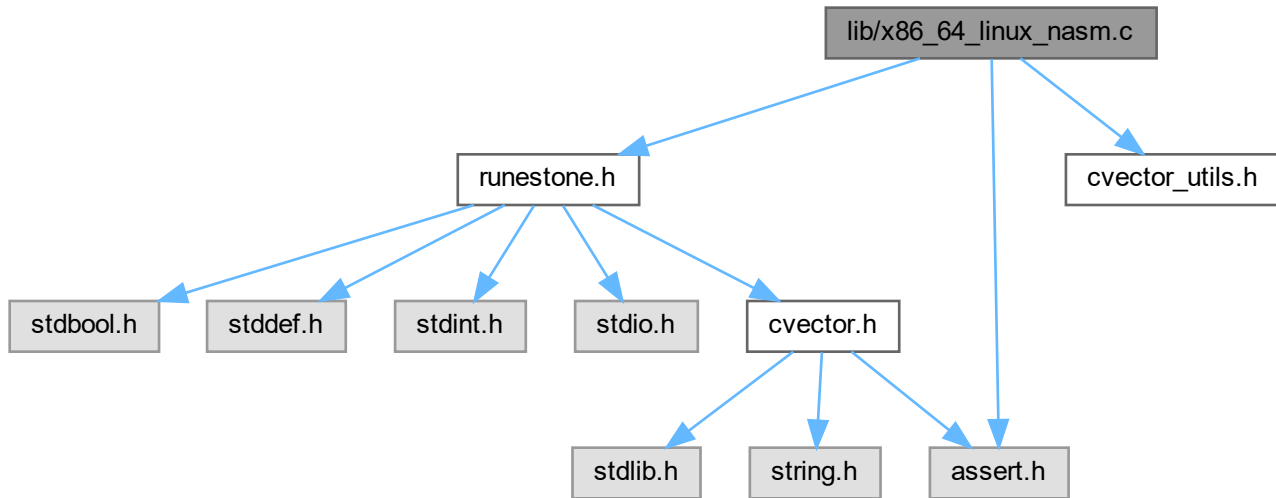 lib/x86_64_linux_nasm.c
runestone.h
cvector_utils.h
stdbool.h
stddef.h
stdint.h
stdio.h
cvector.h
stdlib.h
string.h
assert.h